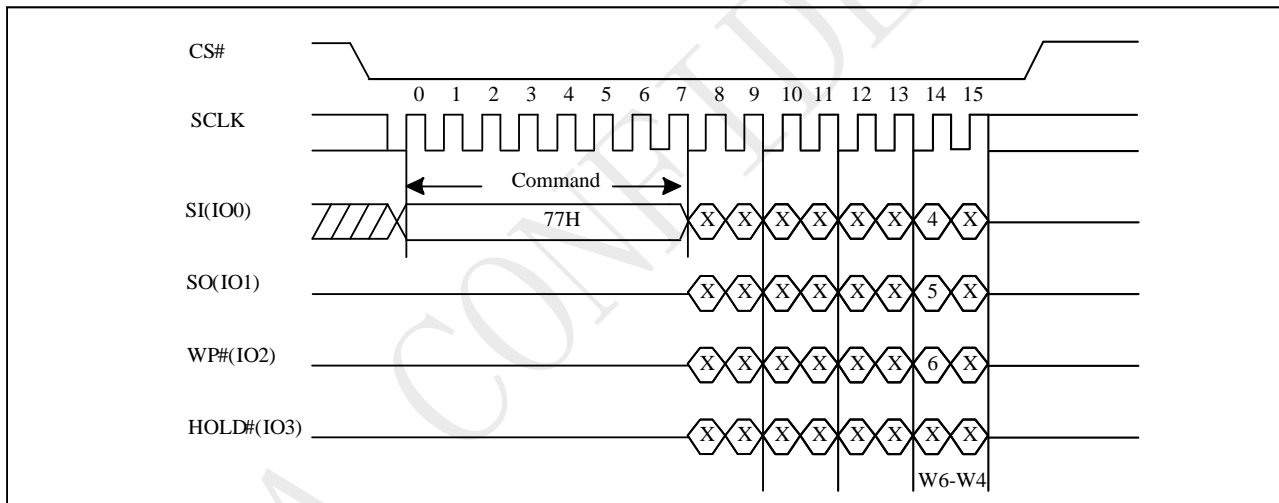 CS#
0 1 2 3 4 5 6 7 8 9 10 11 12 13 14 15
SCLK
Command
SI(IO0) 77H X X X X X X 4 X
SO(IO1) X X X X X X 5 X
WP#(IO2) X X X X X X 6 X
HOLD#(IO3) X X X X X X X X
W6-W4